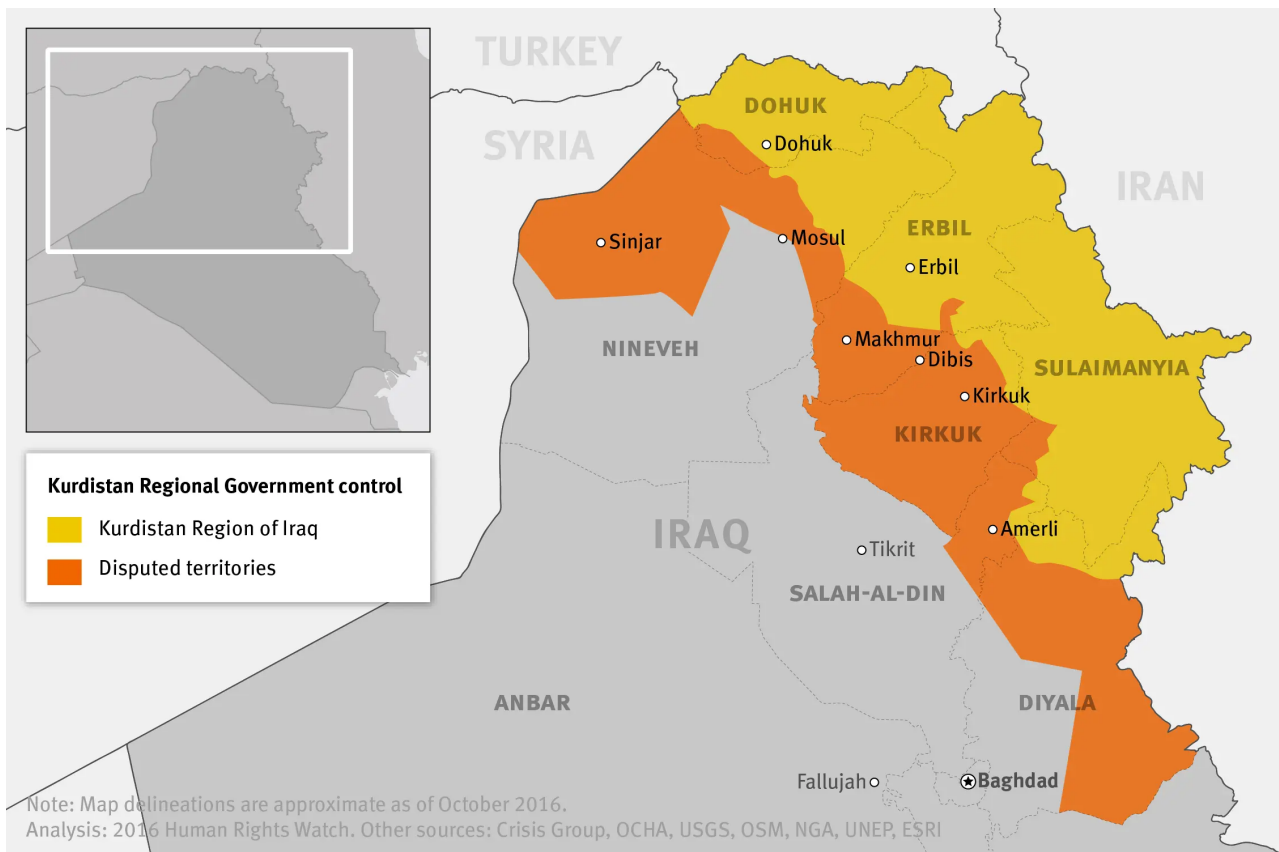 TURKEY
DOHUK
Dohuk
SYRIA
IRAN
ERBIL
Sinjar
Mosul
Erbil
Makhmur
NINEVEH
Dibis
SULAIMANYIA
Kirkuk
KIRKUK
Kurdistan Regional Government control
Kurdistan Region of Iraq
Disputed territories
IRAQ
Amerli
Tikrit
SALAH-AL-DIN
ANBAR
DIYALA
Fallujah
Baghdad
Note: Map delineations are approximate as of October 2016.
Analysis: 2016 Human Rights Watch. Other sources: Crisis Group, OCHA, USGS, OSM, NGA, UNEP, ESRI